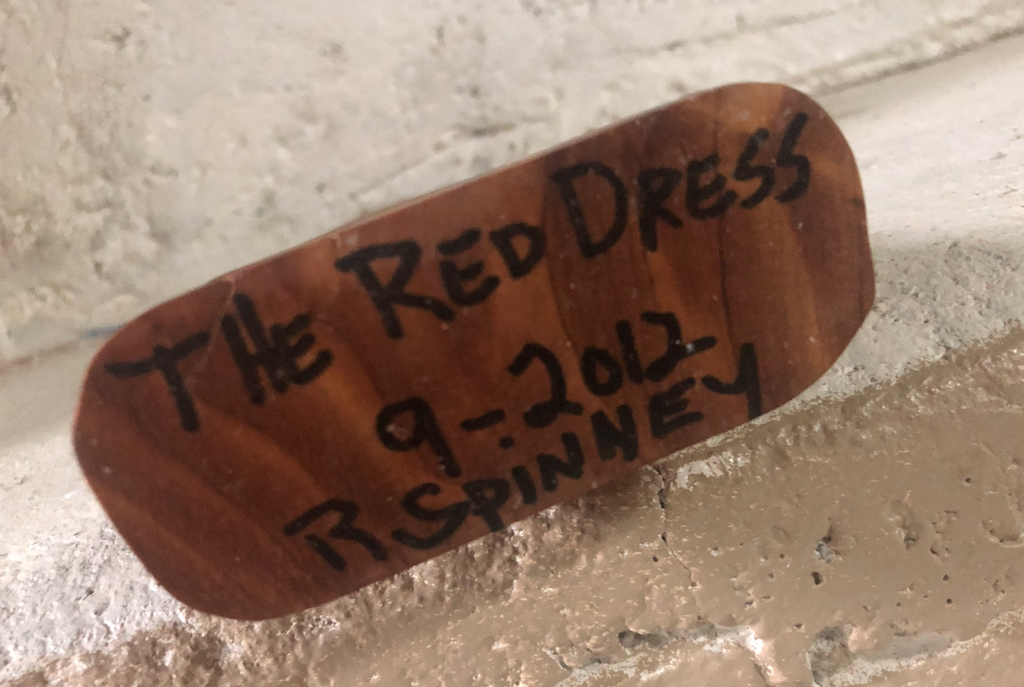 THE RED DRESS
9-2012
R SPINNEY